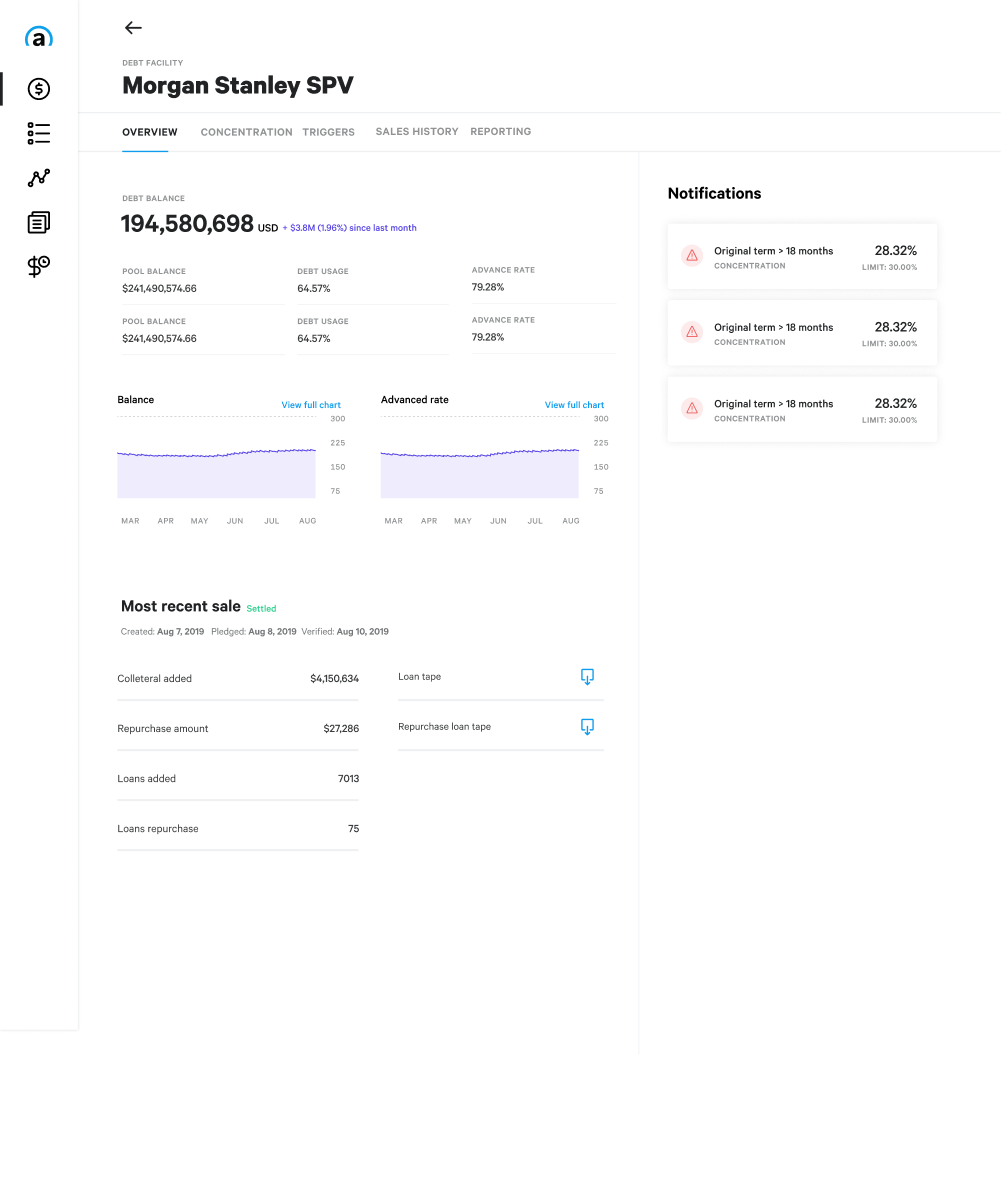 a
DEBT FACILITY
Morgan Stanley SPV
OVERVIEW CONCENTRATION TRIGGERS SALES HISTORY REPORTING
DEBT BALANCE
194,580,698 USD + $3.8M (1.96%) since last month
POOL BALANCE DEBT USAGE ADVANCE RATE
$241,490,574.66 64.57% 79.28%
POOL BALANCE DEBT USAGE ADVANCE RATE
$241,490,574.66 64.57% 79.28%
Balance View full chart
300
225
150
75
MAR APR MAY JUN JUL AUG
Advanced rate View full chart
300
225
150
75
MAR APR MAY JUN JUL AUG
Most recent sale Settled
Created: Aug 7, 2019 Pledged: Aug 8, 2019 Verified: Aug 10, 2019
Colleteral added $4,150,634
Repurchase amount $27,286
Loans added 7013
Loans repurchase 75
Loan tape
Repurchase loan tape
Notifications
Original term > 18 months 28.32%
CONCENTRATION LIMIT: 30.00%
Original term > 18 months 28.32%
CONCENTRATION LIMIT: 30.00%
Original term > 18 months 28.32%
CONCENTRATION LIMIT: 30.00%